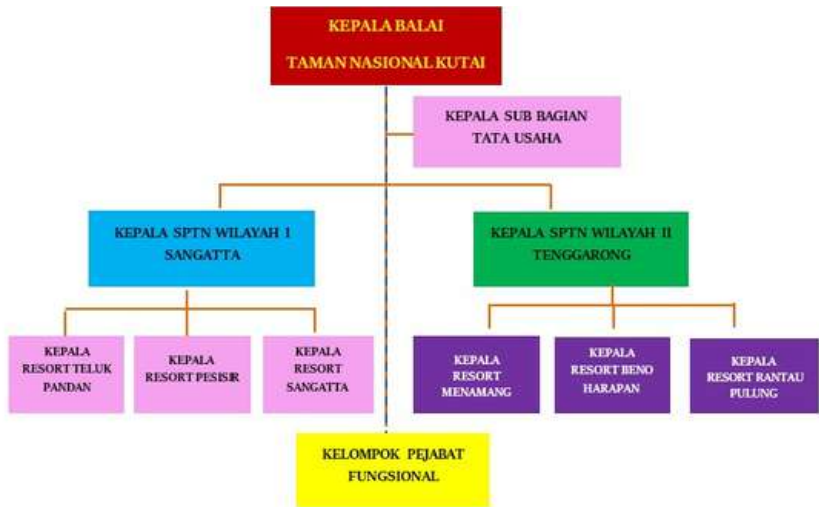 KEPALA BALAI
TAMAN NASIONAL KUTAI
KEPALA SUB BAGIAN
TATA USAHA
KEPALA SPTN WILAYAH I
SANGATTA
KEPALA SPTN WILAYAH II
TENGGARONG
KEPALA
RESORT TELUK
PANDAN
KEPALA
RESORT PESISIR
KEPALA
RESORT
SANGATTA
KEPALA
RESORT
MENAMANG
KEPALA
RESORT BENO
HARAPAN
KEPALA
RESORT RANTAU
PULUNG
KELOMPOK PEJABAT
FUNGSIONAL